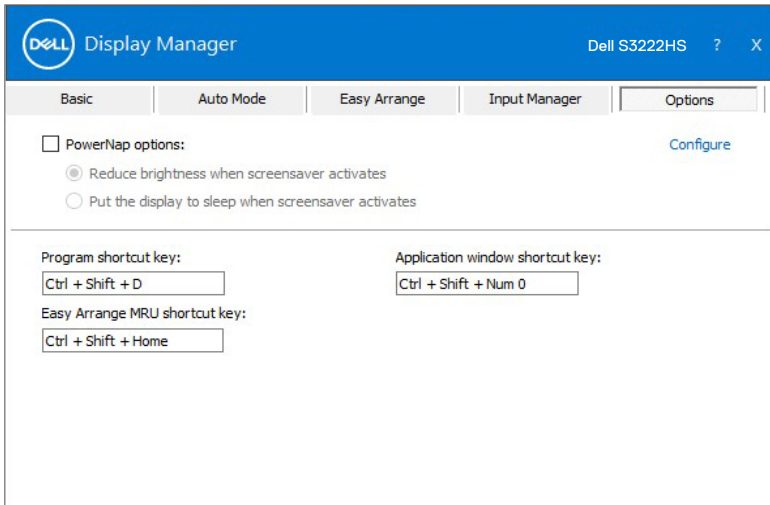 DELL Display Manager Dell S3222HS ? X
Basic Auto Mode Easy Arrange Input Manager Options
PowerNap options: Configure
Reduce brightness when screensaver activates
Put the display to sleep when screensaver activates
Program shortcut key: Application window shortcut key:
Ctrl + Shift + D Ctrl + Shift + Num 0
Easy Arrange MRU shortcut key:
Ctrl + Shift + Home